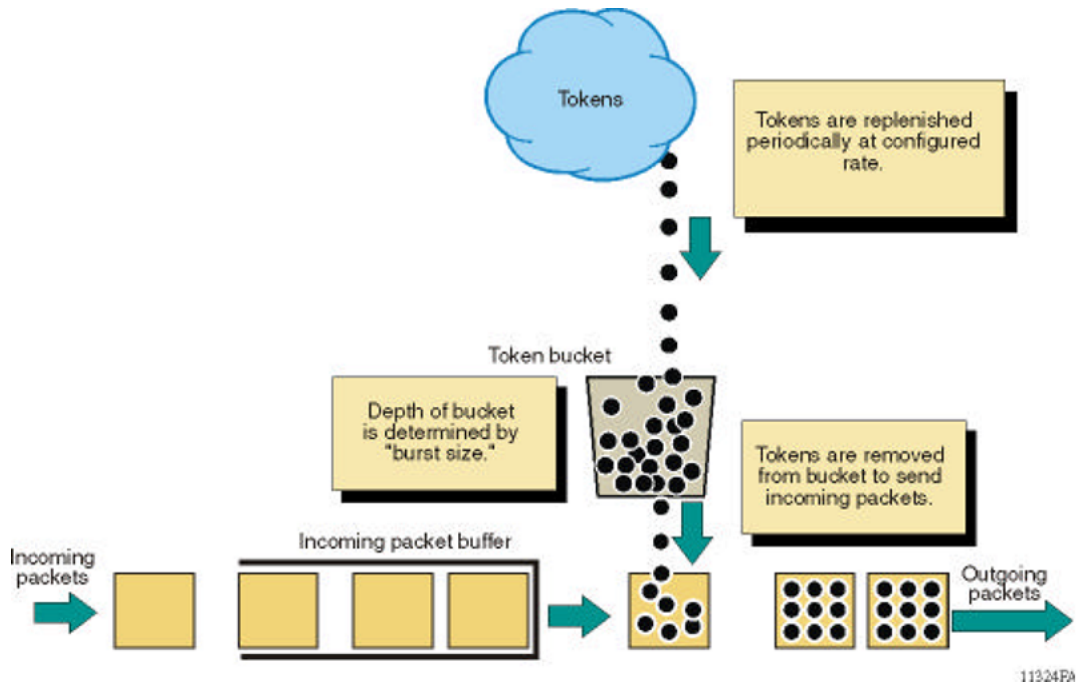 Tokens
Tokens are replenished
periodically at configured
rate.
Token bucket
Depth of bucket
is determined by
"burst size."
Tokens are removed
from bucket to send
incoming packets.
Incoming packet buffer
Incoming
packets
Outgoing
packets
11324FA